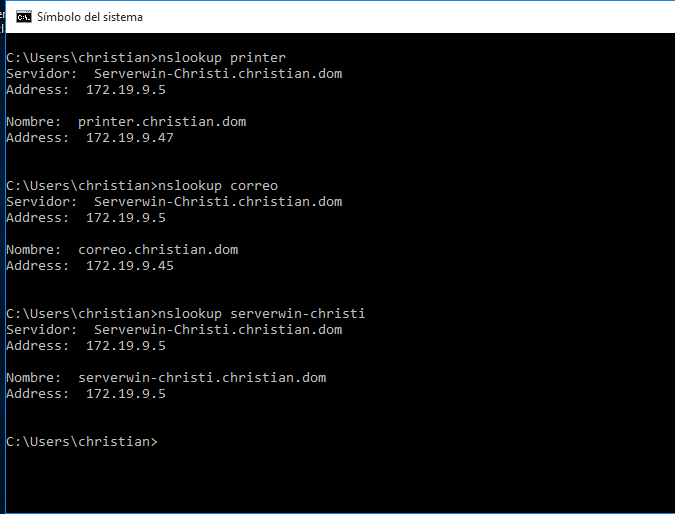 Símbolo del sistema
C:\Users\christian>nslookup printer
Servidor:  Serverwin-Christi.christian.dom
Address:  172.19.9.5
Nombre:  printer.christian.dom
Address:  172.19.9.47
C:\Users\christian>nslookup correo
Servidor:  Serverwin-Christi.christian.dom
Address:  172.19.9.5
Nombre:  correo.christian.dom
Address:  172.19.9.45
C:\Users\christian>nslookup serverwin-christi
Servidor:  Serverwin-Christi.christian.dom
Address:  172.19.9.5
Nombre:  serverwin-christi.christian.dom
Address:  172.19.9.5
C:\Users\christian>